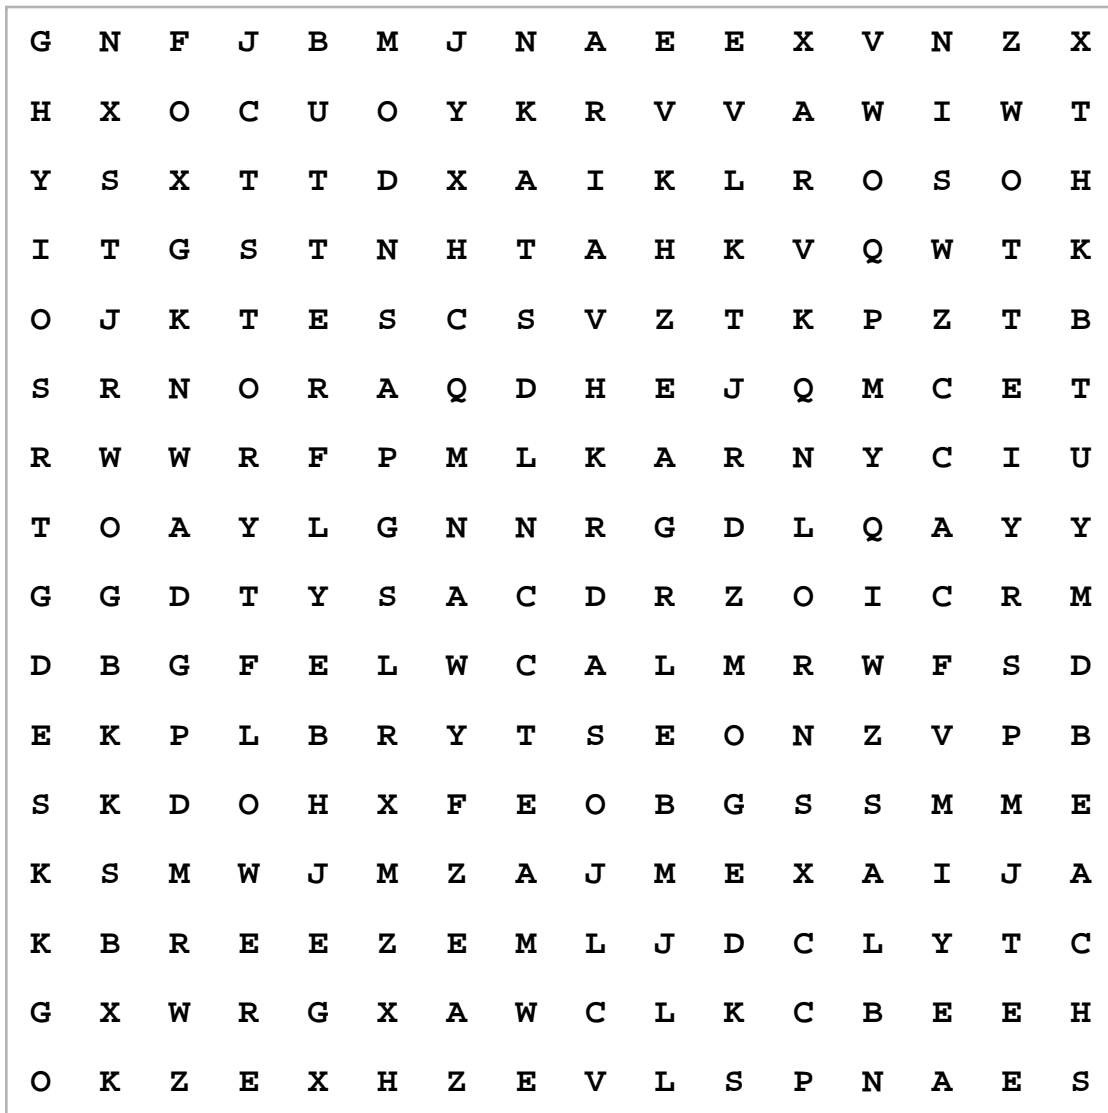 G N F J B M J N A E E X V N Z X
H X O C U O Y K R V V A W I W T
Y S X T T D X A I K L R O S O H
I T G S T N H T A H K V Q W T K
O J K T E S C S V Z T K P Z T B
S R N O R A Q D H E J Q M C E T
R W W R F P M L K A R N Y C I U
T O A Y L G N N R G D L Q A Y Y
G G D T Y S A C D R Z O I C R M
D B G F E L W C A L M R W F S D
E K P L B R Y T S E O N Z V P B
S K D O H X F E O B G S S M M E
K S M W J M Z A J M E X A I J A
K B R E E Z E M L J D C L Y T C
G X W R G X A W C L K C B E E H
O K Z E X H Z E V L S P N A E S